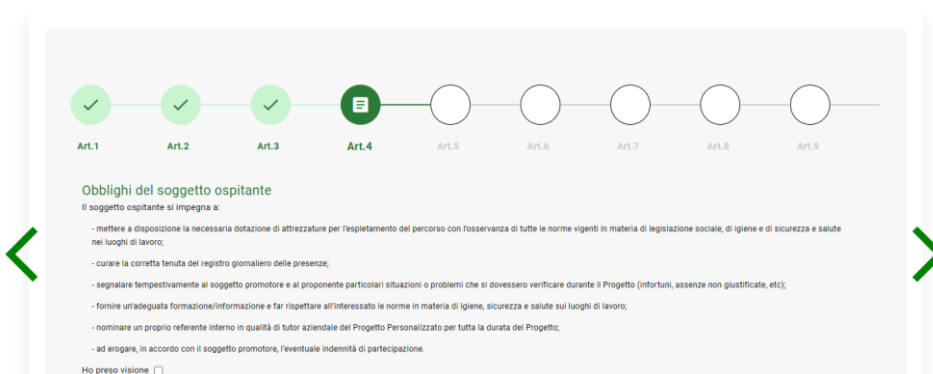 Art.1 Art.2 Art.3 Art.4 Art.5 Art.6 Art.7 Art.8 Art.9
Obblighi del soggetto ospitante
Il soggetto ospitante si impegna a:
- mettere a disposizione la necessaria dotazione di attrezzature per l'espletamento del percorso con l'osservanza di tutte le norme vigenti in materia di legislazione sociale, di igiene e di sicurezza e salute
nei luoghi di lavoro;
- curare la corretta tenuta del registro giornaliero delle presenze;
- segnalare tempestivamente al soggetto promotore e al proponente particolari situazioni o problemi che si dovessero verificare durante il Progetto (infortuni, assenze non giustificate, etc);
- fornire un'adeguata formazione/informazione e far rispettare all'interessato le norme in materia di igiene, sicurezza e salute sui luoghi di lavoro;
- nominare un proprio referente interno in qualità di tutor aziendale del Progetto Personalizzato per tutta la durata del Progetto;
- ad erogare, in accordo con il soggetto promotore, l'eventuale indennità di partecipazione.
Ho preso visione